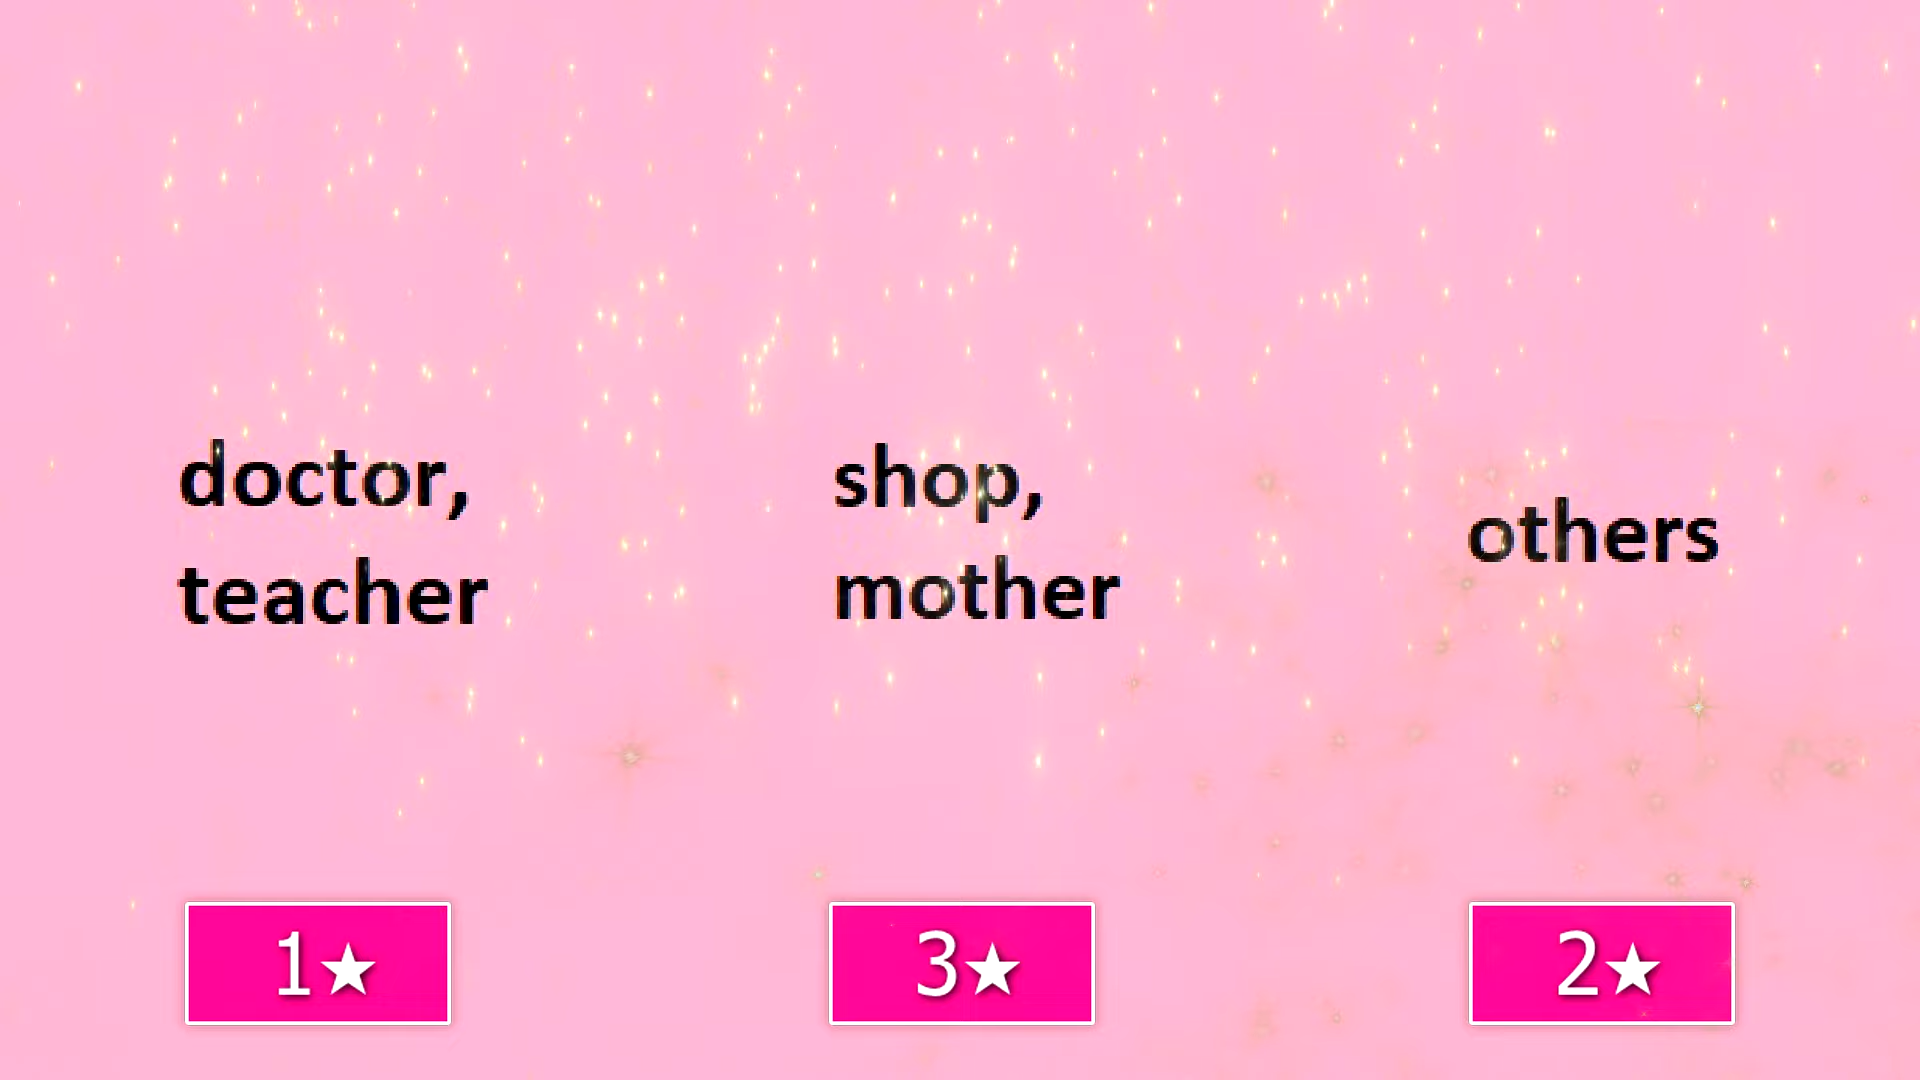 doctor,
teacher
shop,
mother
others
1★
3★
2★